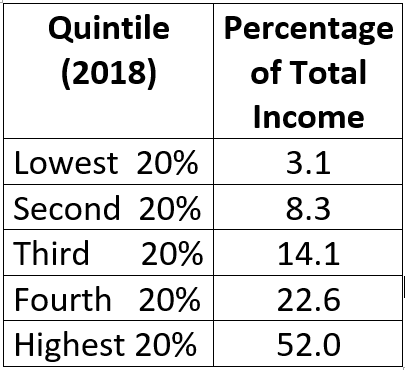 Quintile (2018) Percentage of Total Income
Lowest 20% 3.1
Second 20% 8.3
Third 20% 14.1
Fourth 20% 22.6
Highest 20% 52.0